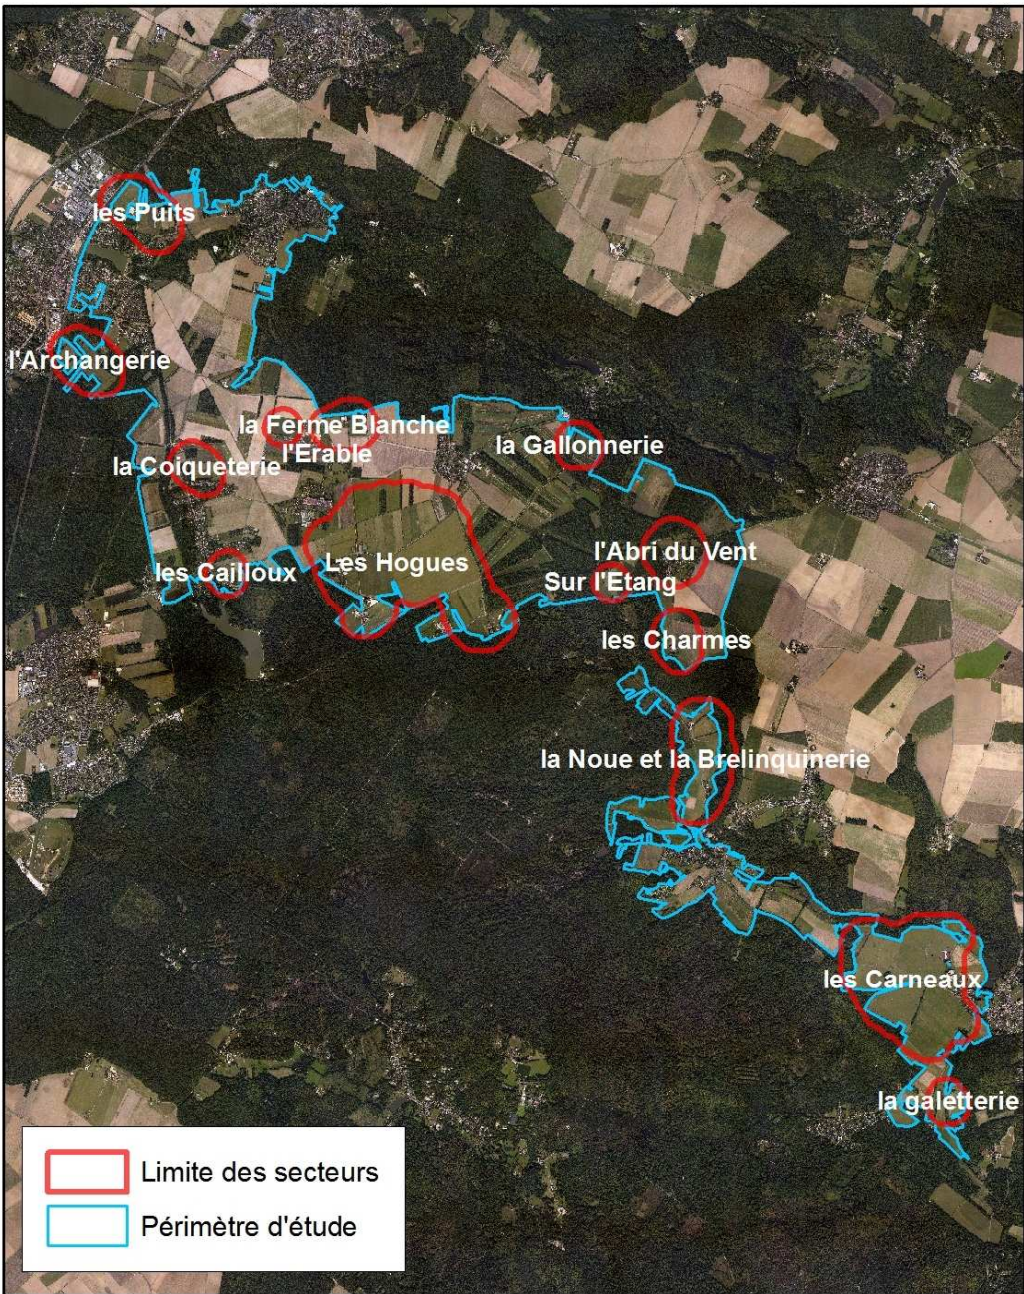 les Puits
l'Archangerie
la Ferme Blanche
l'Erable
la Coiqueterie
la Gallonnerie
l'Abri du Vent
les Cailloux
Les Hogues
Sur l'Etang
les Charmes
la Noue et la Brelinquinerie
les Carneaux
la galetterie
Limite des secteurs
Périmètre d'étude